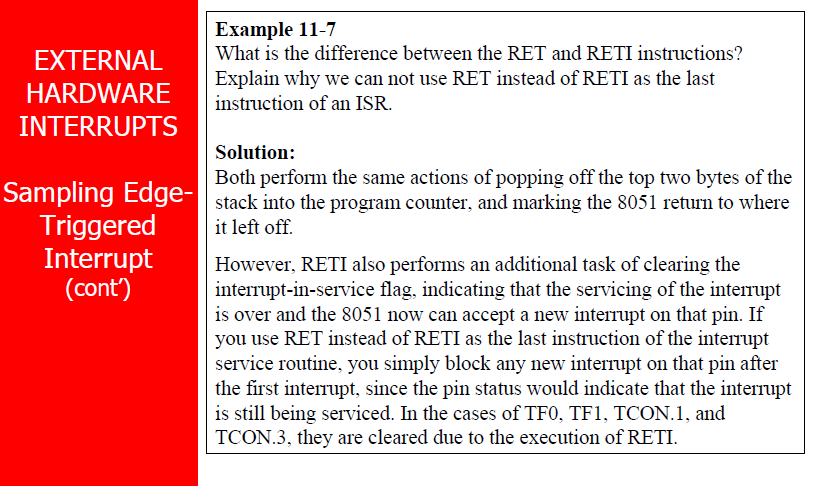 EXTERNAL
HARDWARE
INTERRUPTS
Sampling Edge-
Triggered
Interrupt
(cont’)
Example 11-7
What is the difference between the RET and RETI instructions?
Explain why we can not use RET instead of RETI as the last
instruction of an ISR.
Solution:
Both perform the same actions of popping off the top two bytes of the
stack into the program counter, and marking the 8051 return to where
it left off.
However, RETI also performs an additional task of clearing the
interrupt-in-service flag, indicating that the servicing of the interrupt
is over and the 8051 now can accept a new interrupt on that pin. If
you use RET instead of RETI as the last instruction of the interrupt
service routine, you simply block any new interrupt on that pin after
the first interrupt, since the pin status would indicate that the interrupt
is still being serviced. In the cases of TF0, TF1, TCON.1, and
TCON.3, they are cleared due to the execution of RETI.